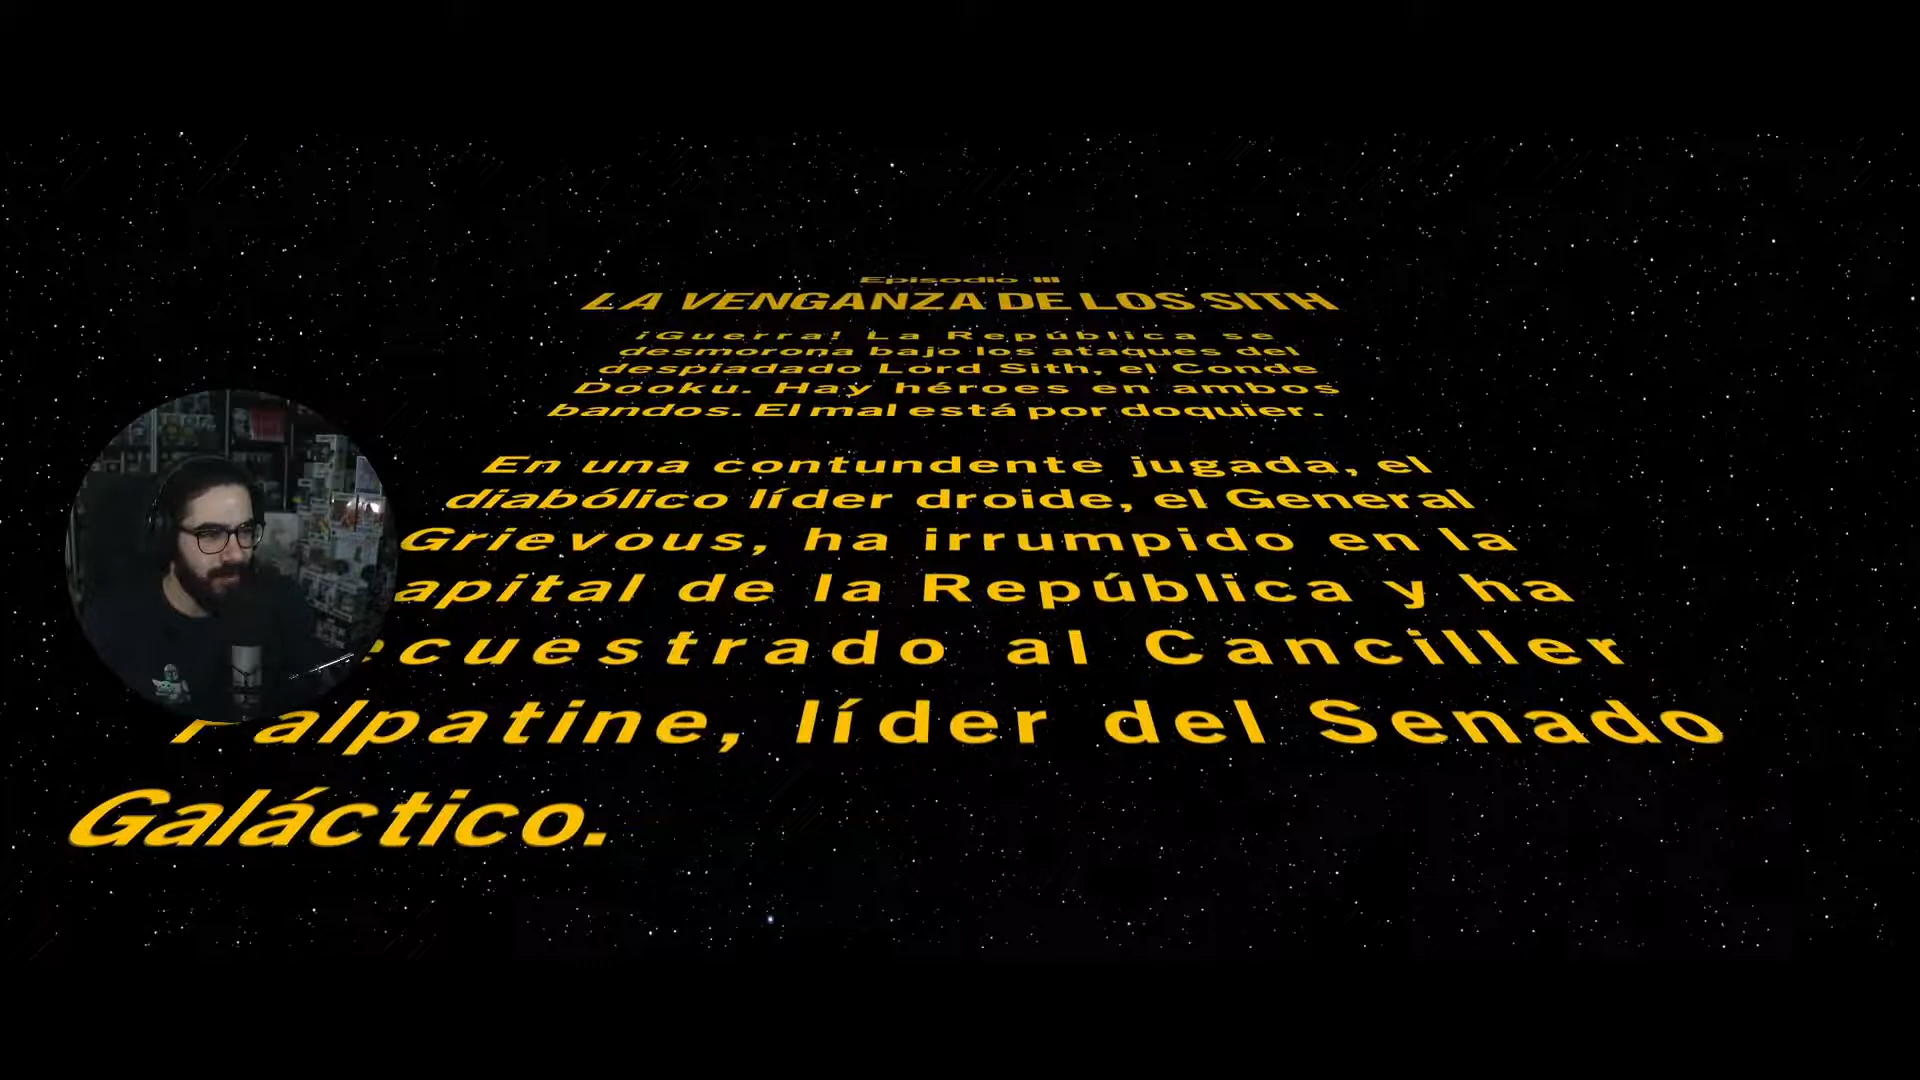 Episodio III
LA VENGANZA DE LOS SITH
¡Guerra! La República se
desmorona bajo los ataques del
despiadado Lord Sith, el Conde
Dooku. Hay héroes en ambos
bandos. El mal está por doquier.
En una contundente jugada, el
diabólico líder droide, el General
Grievous, ha irrumpido en la
apital de la República y ha
ecuestrado al Canciller
Palpatine, líder del Senado
Galáctico.